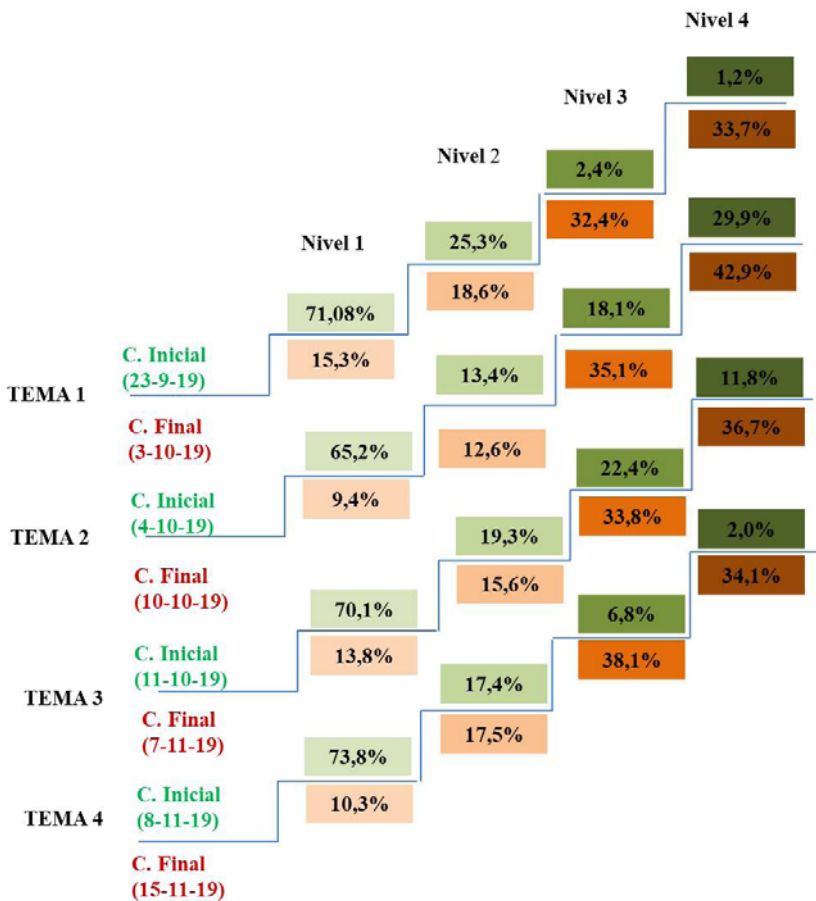 Nivel 4
1,2%
Nivel 3
33,7%
Nivel 2
2,4%
32,4%
29,9%
Nivel 1
25,3%
42,9%
18,6%
71,08%
18,1%
C. Inicial
(23-9-19)
15,3%
13,4%
35,1%
11,8%
TEMA 1
C. Final
(3-10-19)
65,2%
12,6%
36,7%
9,4%
22,4%
C. Inicial
(4-10-19)
33,8%
TEMA 2
19,3%
2,0%
C. Final
(10-10-19)
15,6%
34,1%
70,1%
6,8%
C. Inicial
(11-10-19)
13,8%
38,1%
TEMA 3
17,4%
C. Final
(7-11-19)
17,5%
73,8%
C. Inicial
(8-11-19)
10,3%
TEMA 4
C. Final
(15-11-19)